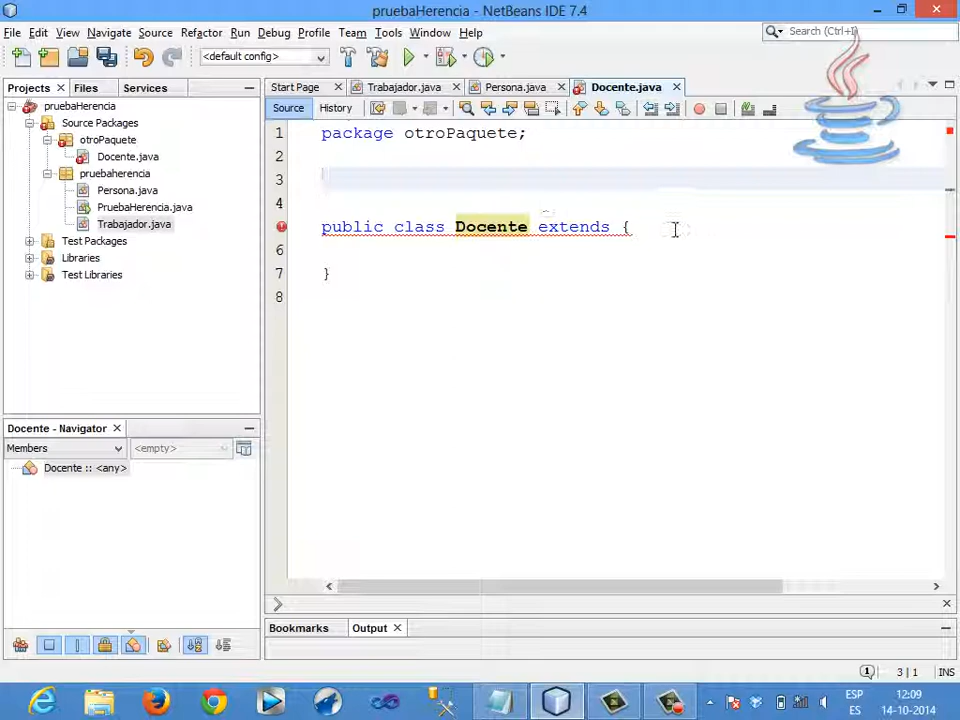 pruebaHerencia - NetBeans IDE 7.4
File Edit View Navigate Source Refactor Run Debug Profile Team Tools Window Help
Search (Ctrl+I)
<default config>
Projects Files Services
Start Page Trabajador.java Persona.java Docente.java
Source History
pruebaHerencia
Source Packages
otroPaquete
Docente.java
pruebaherencia
Persona.java
PruebaHerencia.java
Trabajador.java
Test Packages
Libraries
Test Libraries
1 package otroPaquete;
2
3
4
public class Docente extends {
6
7 }
8
Docente - Navigator
Members <empty>
Docente :: <any>
Bookmarks Output
1 3 | 1 INS
ESP 12:09
ES 14-10-2014